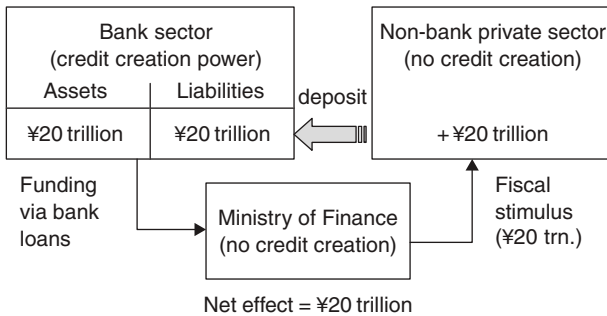 Bank sector
(credit creation power)
Assets
Liabilities
¥20 trillion
¥20 trillion
deposit
Non-bank private sector
(no credit creation)
+ ¥20 trillion
Funding
via bank
loans
Ministry of Finance
(no credit creation)
Fiscal
stimulus
(¥20 trn.)
Net effect = ¥20 trillion